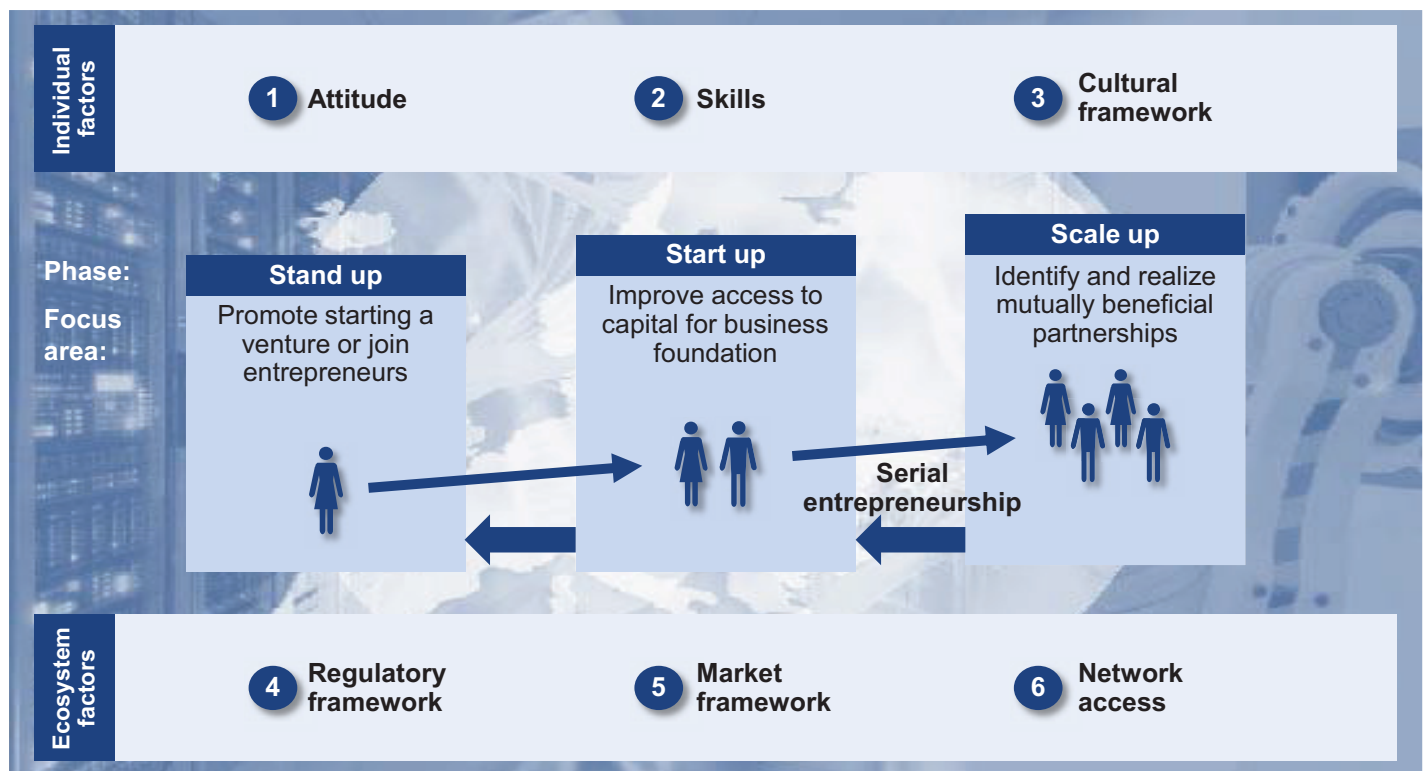 Individual
factors
1 Attitude
2 Skills
3 Cultural
framework
Phase:
Focus
area:
Stand up
Promote starting a
venture or join
entrepreneurs
Start up
Improve access to
capital for business
foundation
Scale up
Identify and realize
mutually beneficial
partnerships
Serial
entrepreneurship
Ecosystem
factors
4 Regulatory
framework
5 Market
framework
6 Network
access